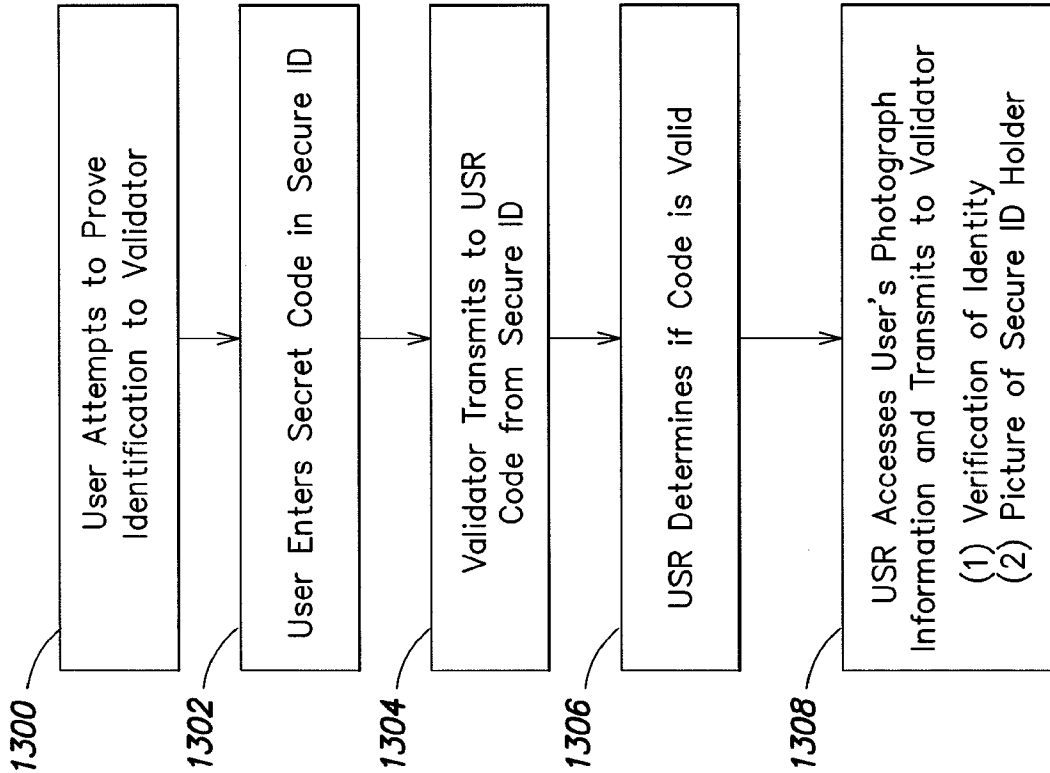 1300
User Attempts to Prove
Identification to Validator
1302
User Enters Secret Code in Secure ID
1304
Validator Transmits to USR
Code from Secure ID
1306
USR Determines if Code is Valid
1308
USR Accesses User's Photograph
Information and Transmits to Validator
(1) Verification of Identity
(2) Picture of Secure ID Holder